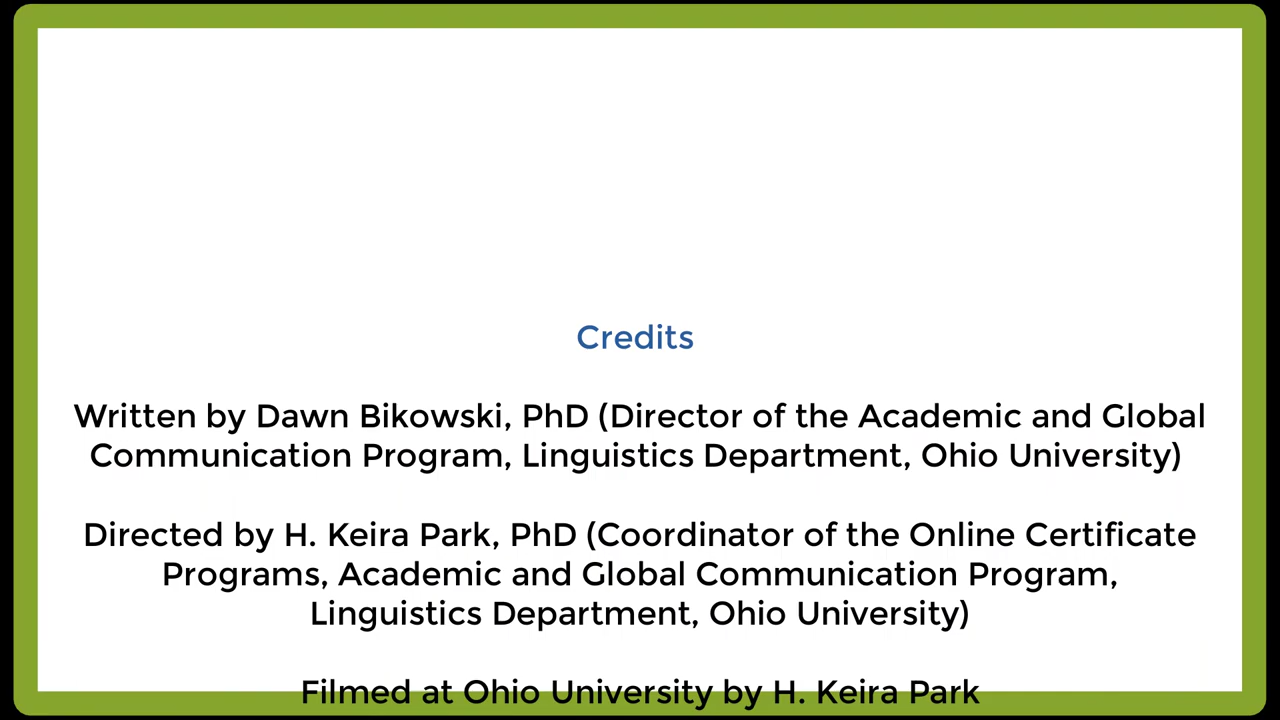 Credits
Written by Dawn Bikowski, PhD (Director of the Academic and Global
Communication Program, Linguistics Department, Ohio University)
Directed by H. Keira Park, PhD (Coordinator of the Online Certificate
Programs, Academic and Global Communication Program,
Linguistics Department, Ohio University)
Filmed at Ohio University by H. Keira Park